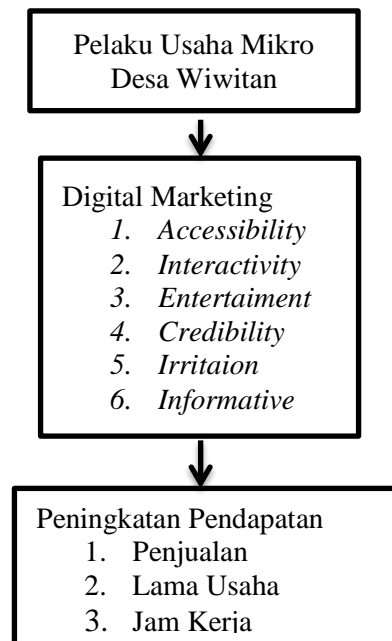 Pelaku Usaha Mikro
Desa Wiwitan
Digital Marketing
1. Accessibility
2. Interactivity
3. Entertaiment
4. Credibility
5. Irritaion
6. Informative
Peningkatan Pendapatan
1. Penjualan
2. Lama Usaha
3. Jam Kerja